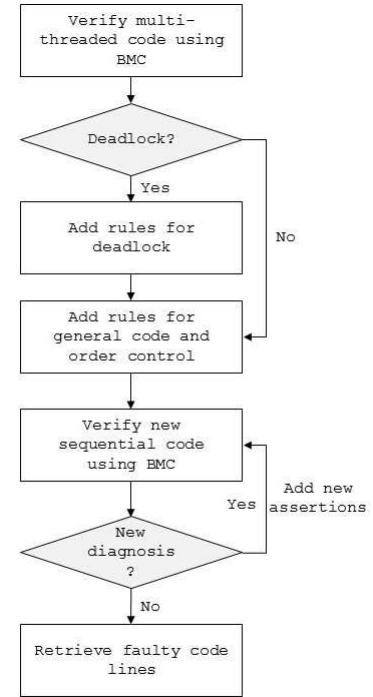 Verify multi-
threaded code using
BMC
Deadlock?
Yes
No
Add rules for
deadlock
Add rules for
general code and
order control
Verify new
sequential code
using BMC
Yes
Add new
assertions
New
diagnosis
?
No
Retrieve faulty code
lines